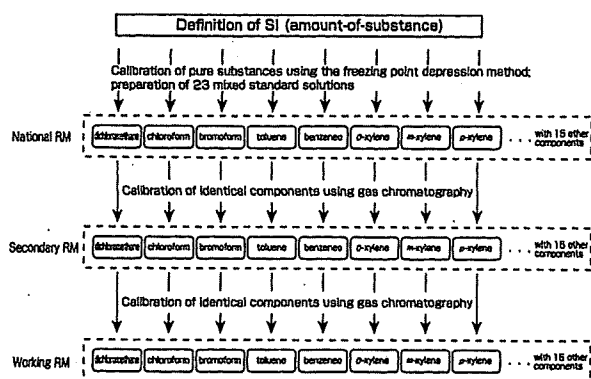 Definition of SI (amount-of-substance)
Calibration of pure substances using the freezing point depression method;
preparation of 23 mixed standard solutions
National RM chloroform bromoform toluene benzene o-xylene m-xylene p-xylene ··· with 15 other
components
Calibration of identical components using gas chromatography
Secondary RM chloroform bromoform toluene benzene o-xylene m-xylene p-xylene ··· with 15 other
components
Calibration of identical components using gas chromatography
Working RM chloroform bromoform toluene benzene o-xylene m-xylene p-xylene ··· with 15 other
components